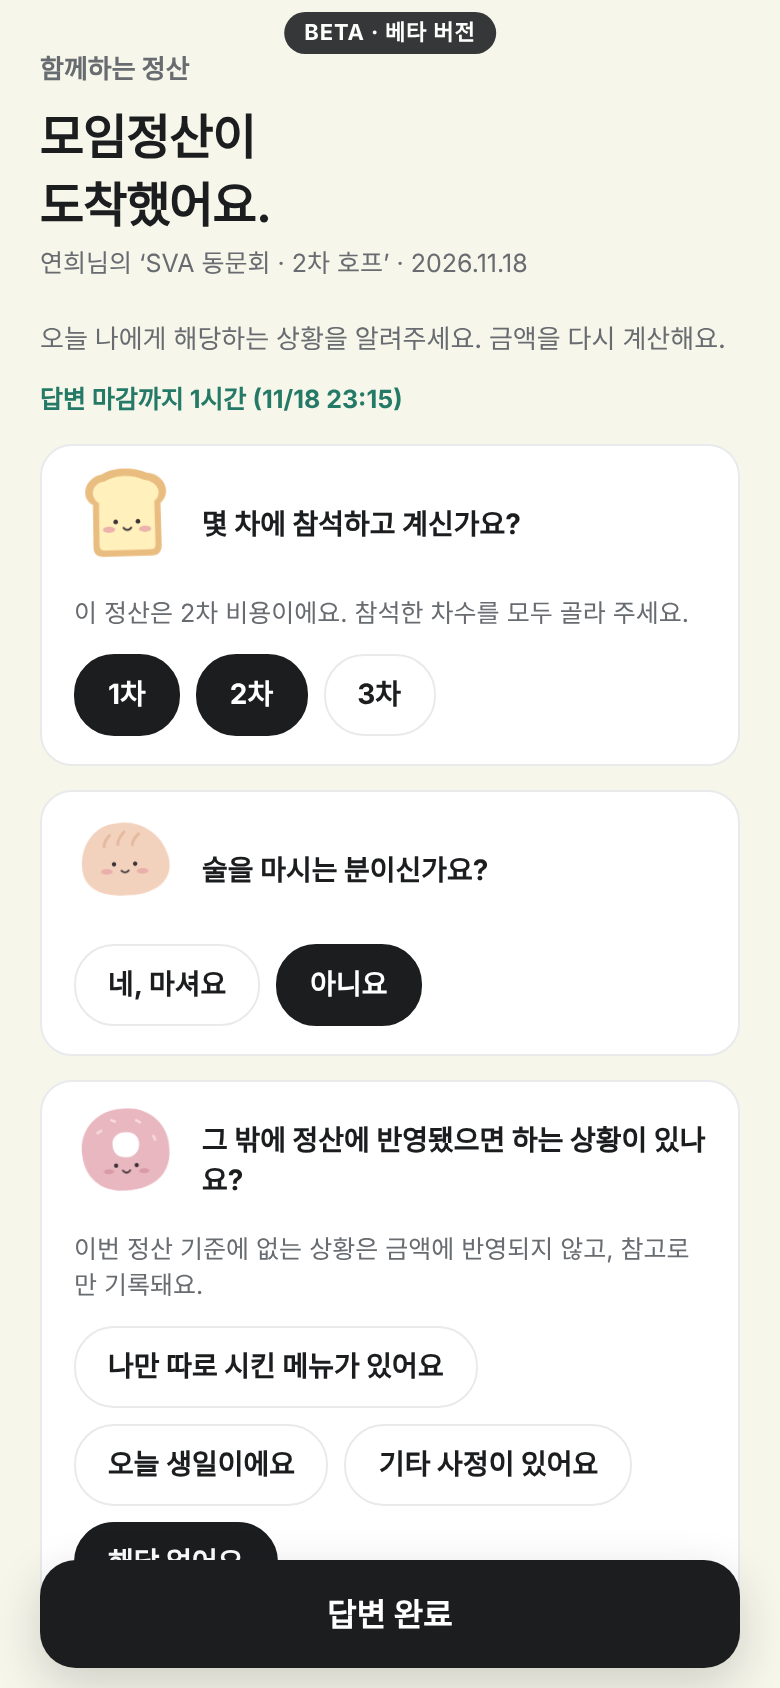 BETA · 베타 버전
함께하는 정산
모임정산이
도착했어요.
연희님의 ‘SVA 동문회 · 2차 호프’ · 2026.11.18
오늘 나에게 해당하는 상황을 알려주세요. 금액을 다시 계산해요.
답변 마감까지 1시간 (11/18 23:15)
몇 차에 참석하고 계신가요?
이 정산은 2차 비용이에요. 참석한 차수를 모두 골라 주세요.
1차 2차 3차
술을 마시는 분이신가요?
네, 마셔요 아니요
그 밖에 정산에 반영됐으면 하는 상황이 있나
요?
이번 정산 기준에 없는 상황은 금액에 반영되지 않고, 참고로
만 기록돼요.
나만 따로 시킨 메뉴가 있어요
오늘 생일이에요 기타 사정이 있어요
해당 없어요
답변 완료